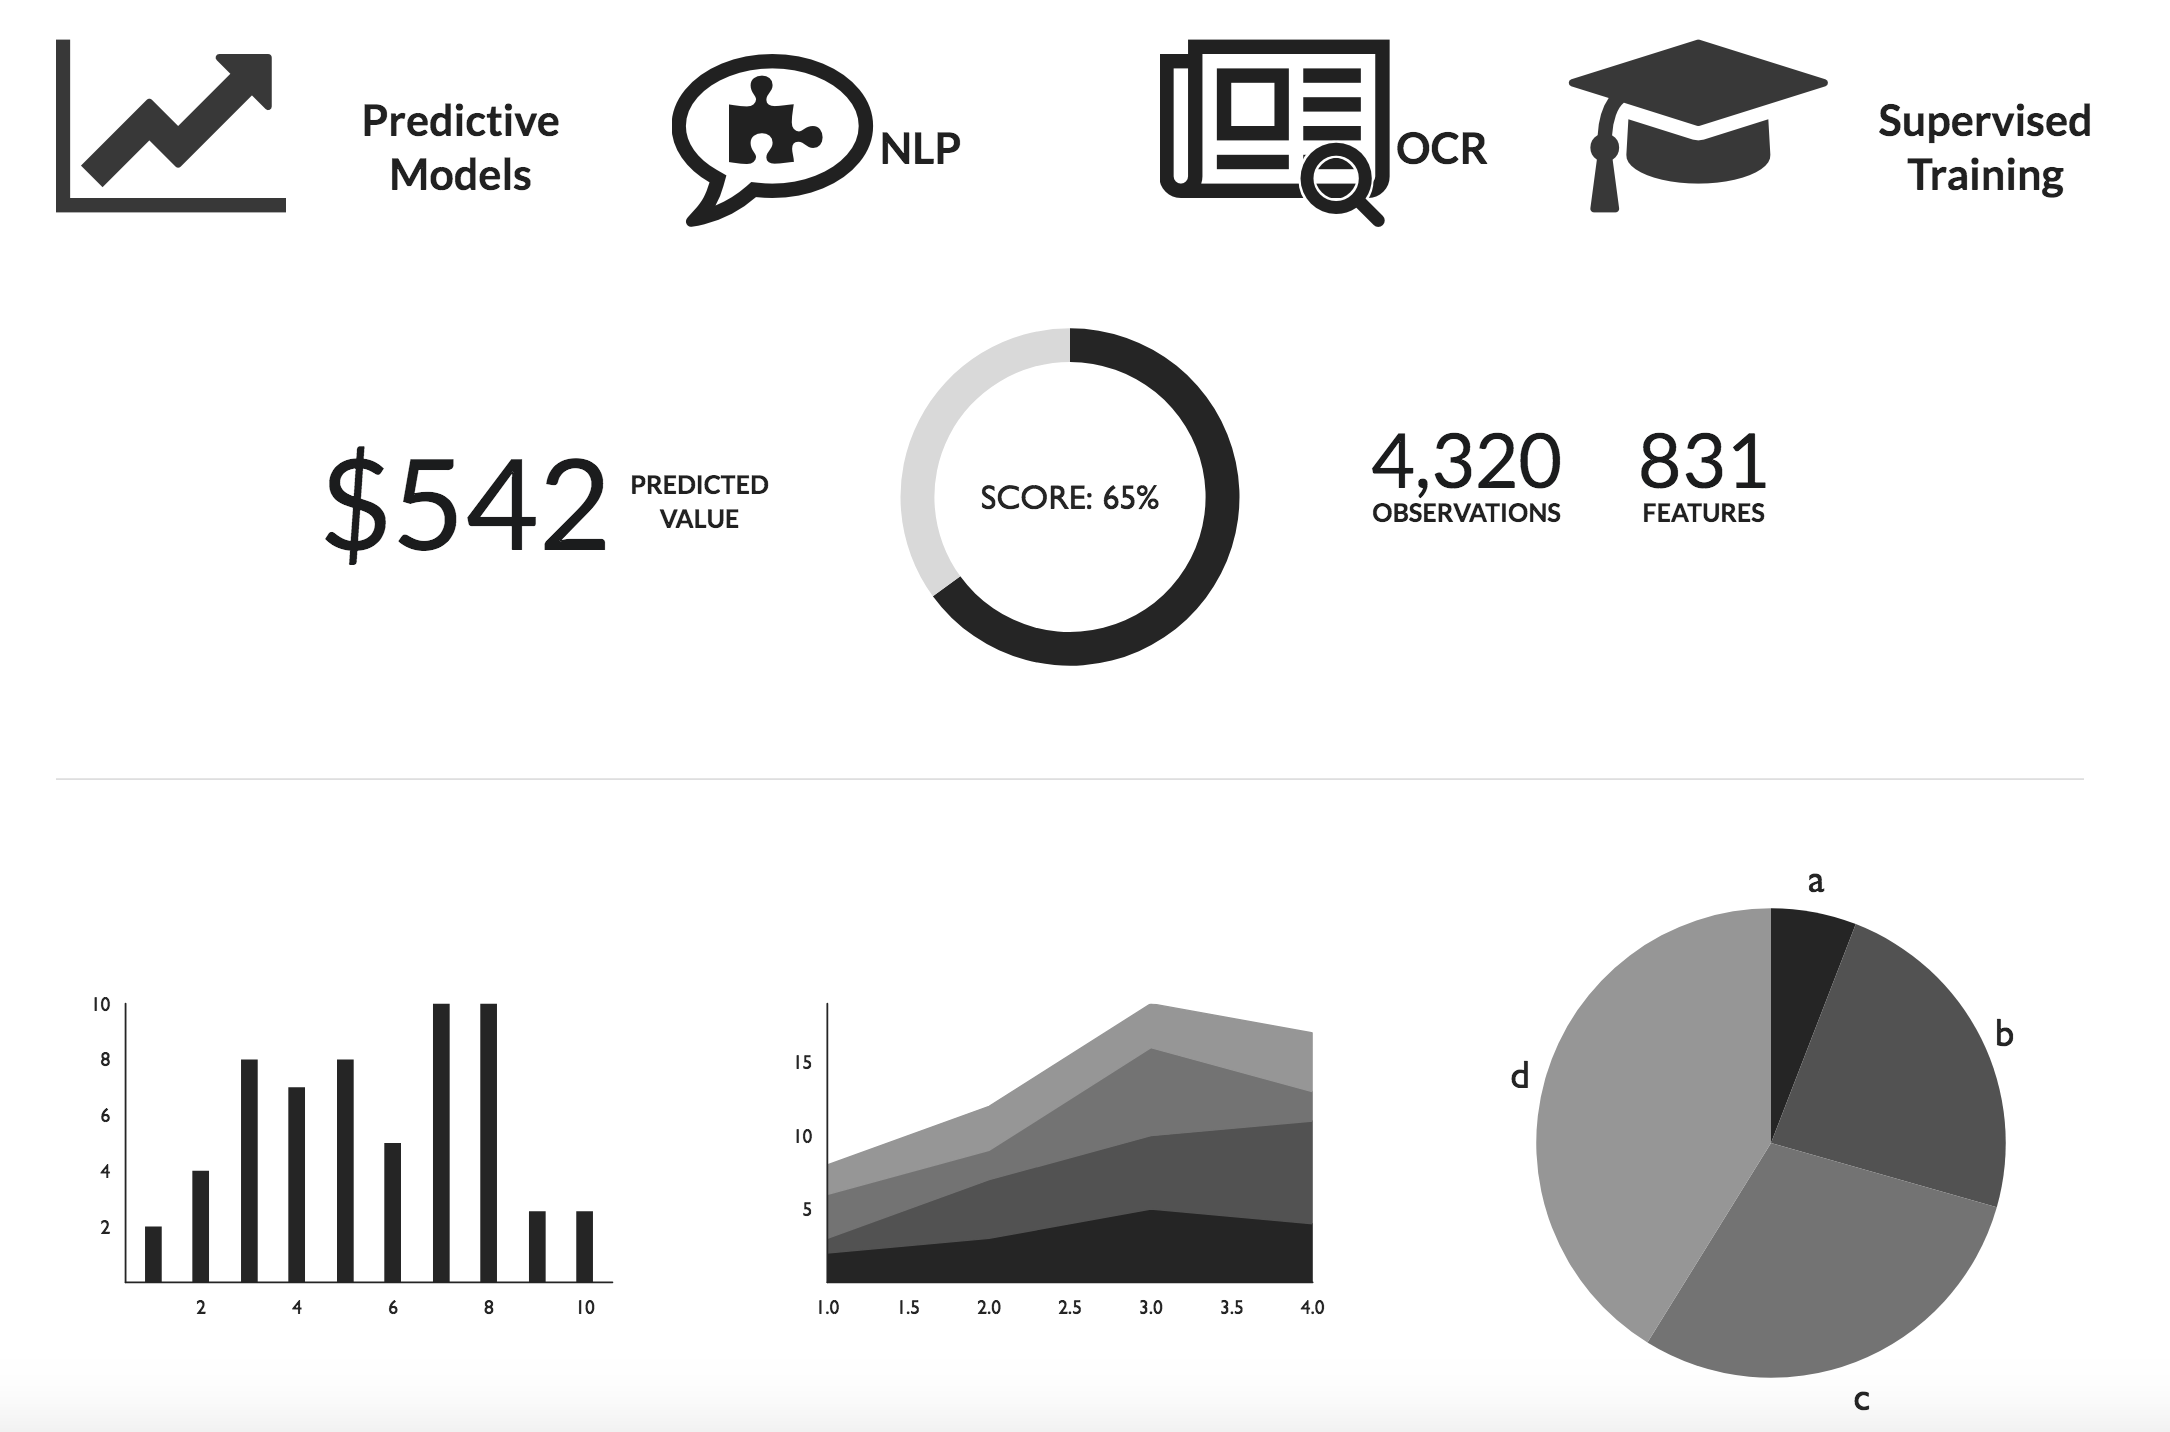 Predictive
Models
NLP
OCR
Supervised
Training
$542
PREDICTED
VALUE
SCORE: 65%
4,320
OBSERVATIONS
831
FEATURES
10
8
6
4
2
2 4 6 8 10
15
10
5
1.0 1.5 2.0 2.5 3.0 3.5 4.0
a
b
d
c